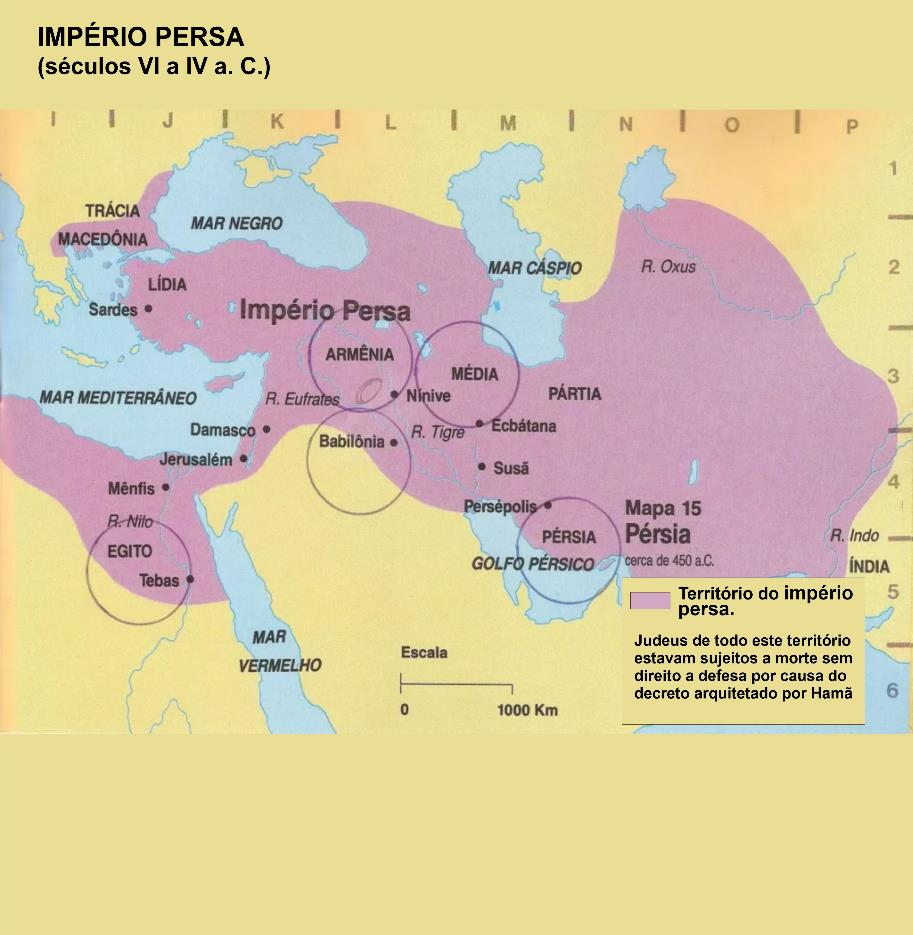 IMPÉRIO PERSA
(séculos VI a IV a. C.)
I J K L M N O P
1
TRÁCIA
MAR NEGRO
MACEDÔNIA
MAR CÁSPIO
R. Oxus
2
LÍDIA
Sardes
Império Persa
ARMÊNIA
MÉDIA
3
MAR MEDITERRÂNEO
R. Eufrates
Nínive
PÁRTIA
Damasco
R. Tigre
Ecbátana
Babilônia
Jerusalém
Susã
4
Mênfis
Persépolis
Mapa 15
R. Nilo
Pérsia
PÉRSIA
R. Indo
EGITO
GOLFO PÉRSICO
cerca de 450 a.C.
ÍNDIA
Tebas
5
Território do império
persa.
MAR
VERMELHO
Judeus de todo este território
estavam sujeitos a morte sem
direito a defesa por causa do
decreto arquitetado por Hamã
Escala
6
0 1000 Km